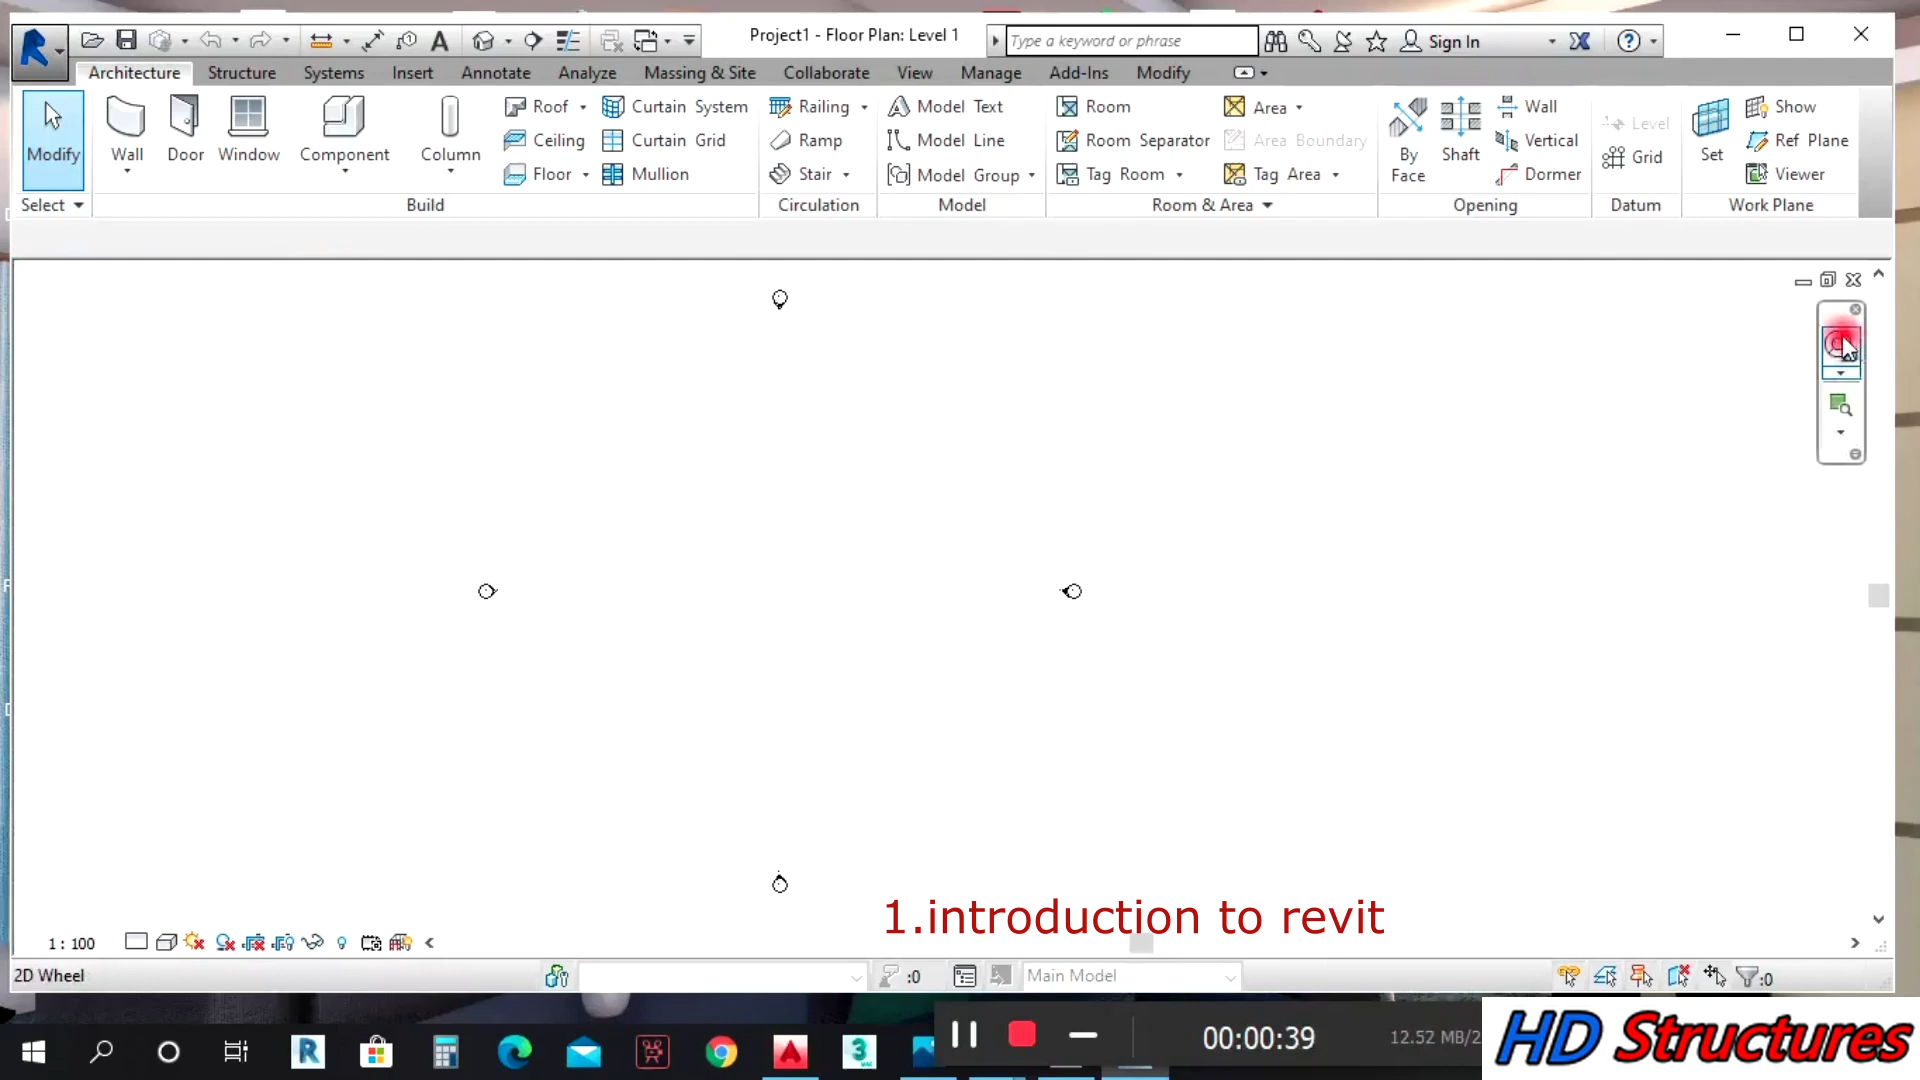 Project1 - Floor Plan: Level 1
Type a keyword or phrase
Sign In
Architecture Structure Systems Insert Annotate Analyze Massing & Site Collaborate View Manage Add-Ins Modify
Modify
Select
Wall
Door
Window
Component
Column
Roof
Ceiling
Floor
Curtain System
Curtain Grid
Mullion
Build
Railing
Ramp
Stair
Circulation
Model Text
Model Line
Model Group
Model
Room
Room Separator
Tag Room
Area
Area Boundary
Tag Area
Room & Area
By Face
Shaft
Wall
Vertical
Dormer
Opening
Level
Grid
Datum
Set
Show
Ref Plane
Viewer
Work Plane
1.introduction to revit
1 : 100
2D Wheel
:0
Main Model
:0
00:00:39
12.52 MB/2
HD Structures